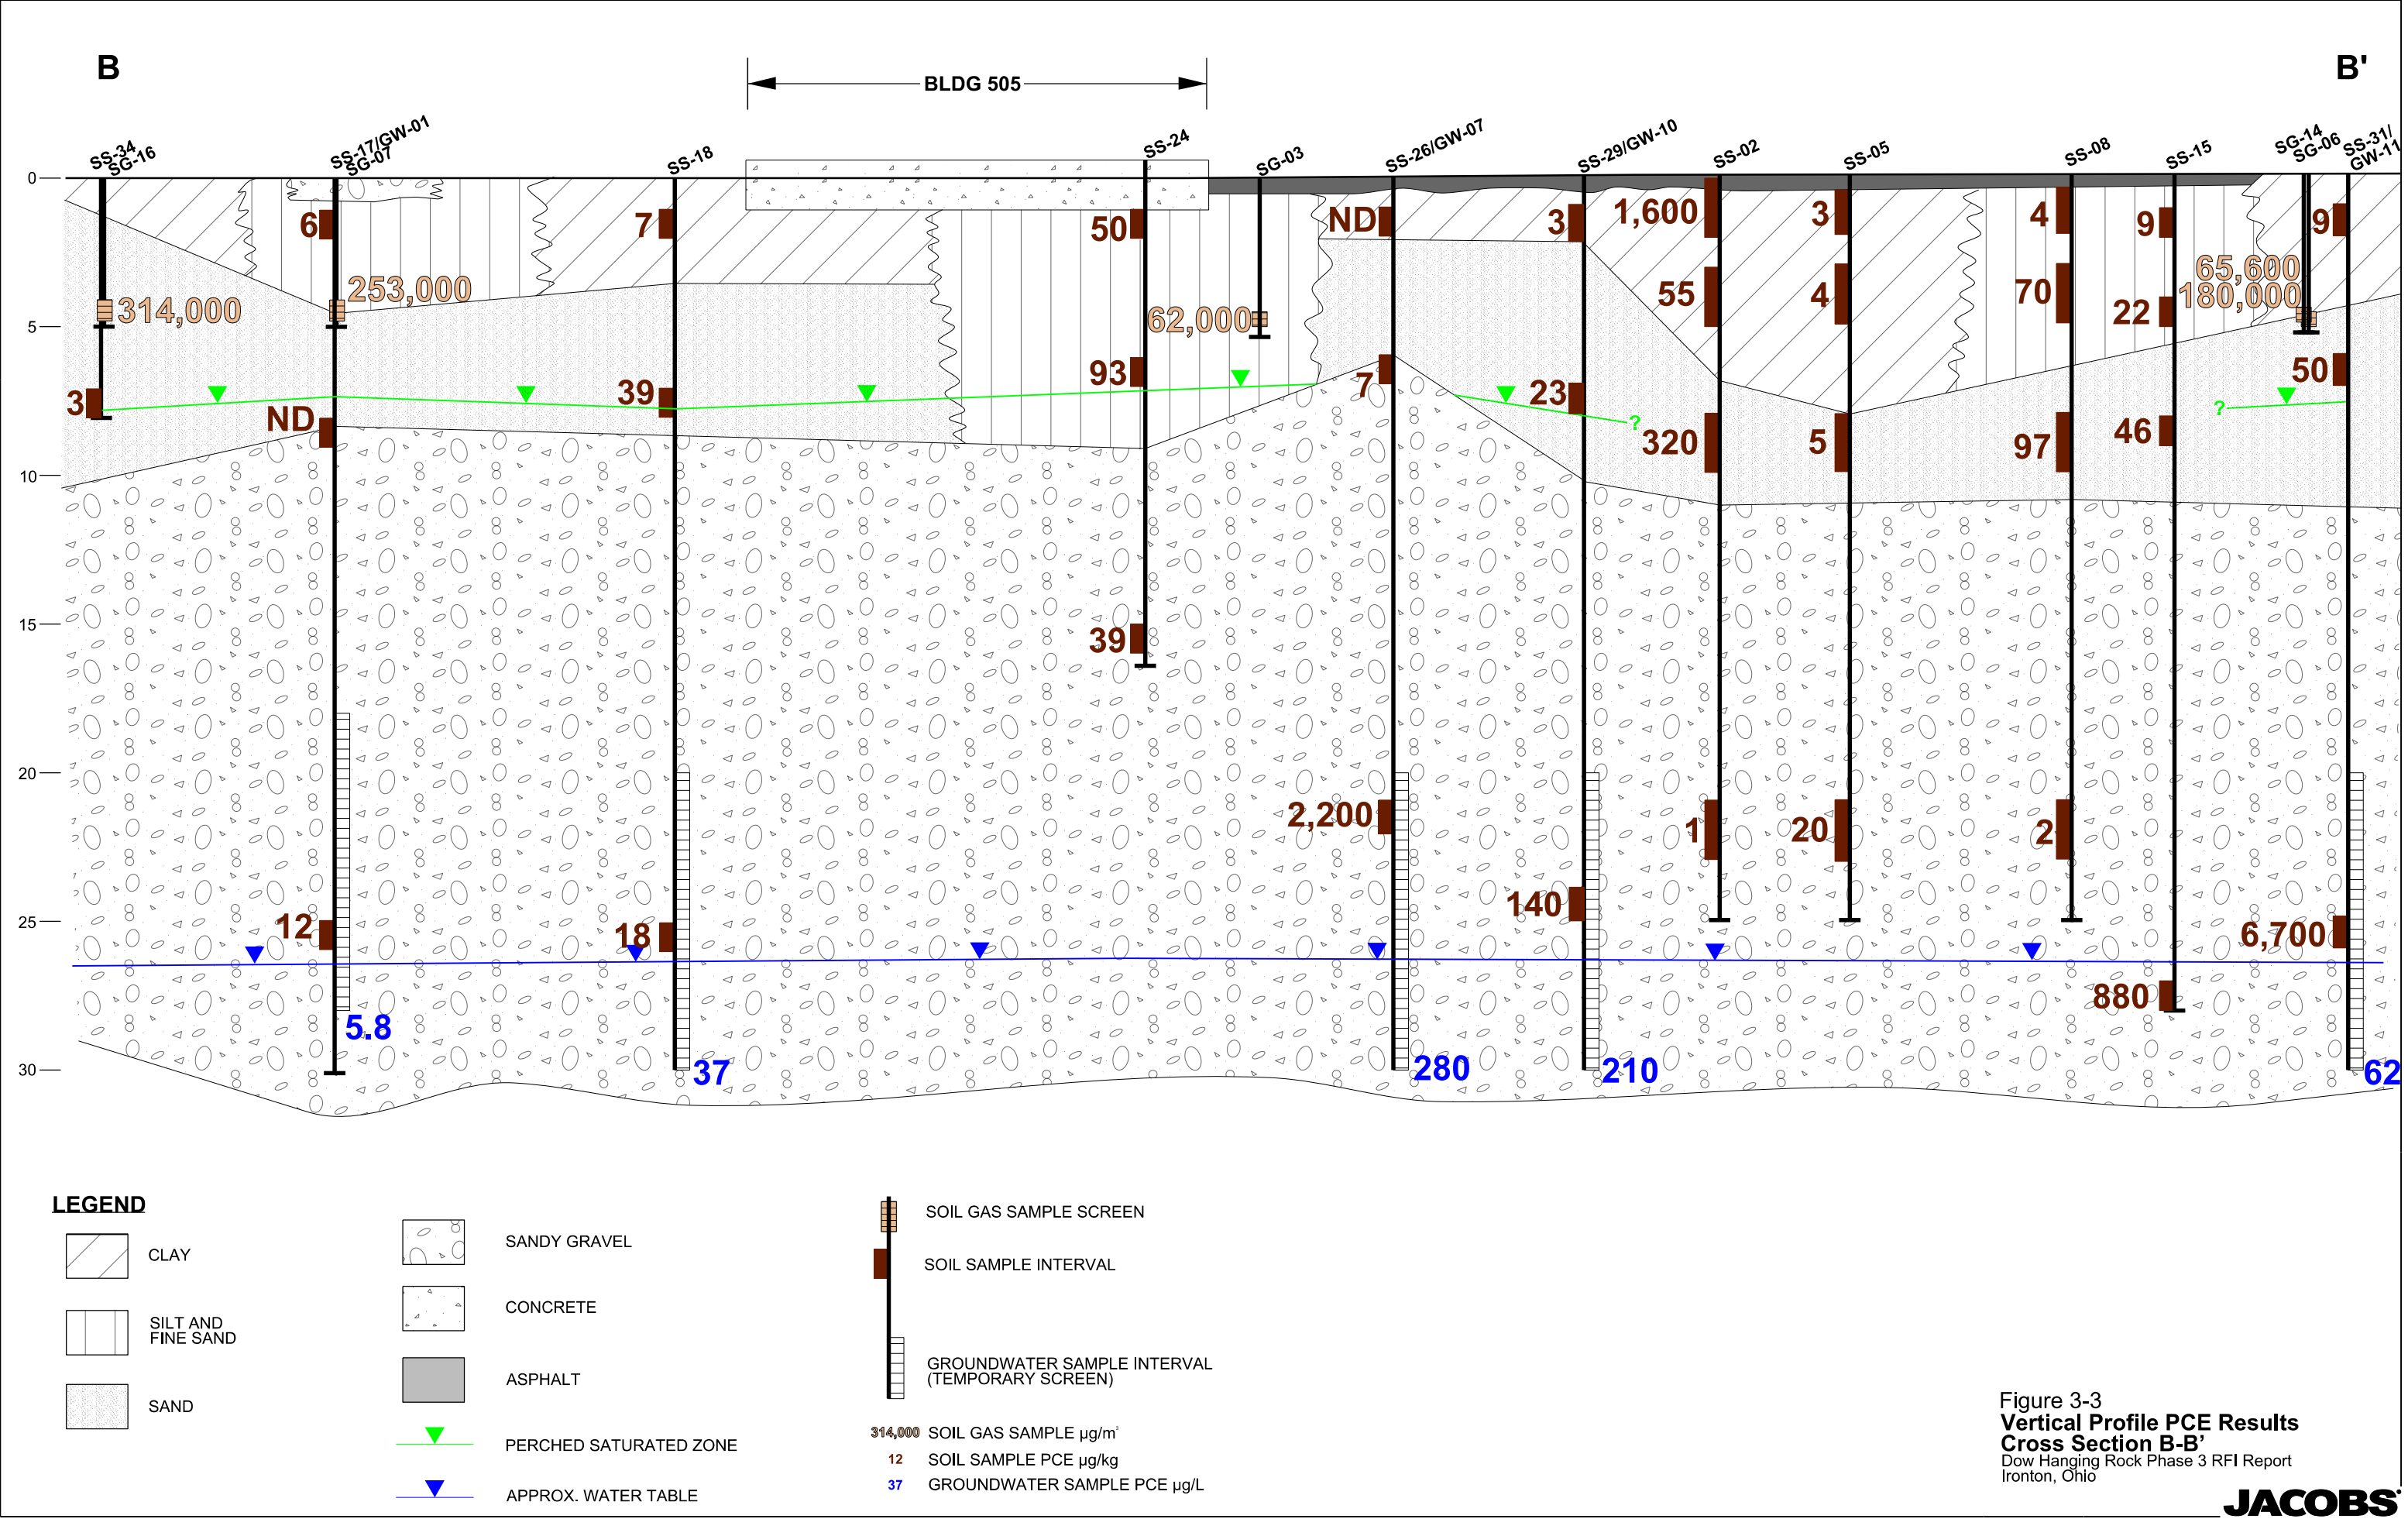 B
B'
BLDG 505
SS-34
SG-16
SS-17/GW-01
SG-07
SS-18
SS-24
SG-03
SS-26/GW-07
SS-29/GW-10
SS-02
SS-05
SS-08
SS-15
SG-14
SG-06
SS-31/
GW-11
0
5
10
15
20
25
30
314,000
3
6
253,000
ND
12
5.8
7
39
18
37
50
93
39
62,000
ND
7
2,200
280
3
23
140
210
?
1,600
55
320
1
3
4
5
20
4
70
97
2
9
22
46
880
65,600
180,000
?
9
50
6,700
62
LEGEND
CLAY
SILT AND
FINE SAND
SAND
SANDY GRAVEL
CONCRETE
ASPHALT
PERCHED SATURATED ZONE
APPROX. WATER TABLE
SOIL GAS SAMPLE SCREEN
SOIL SAMPLE INTERVAL
GROUNDWATER SAMPLE INTERVAL
(TEMPORARY SCREEN)
314,000 SOIL GAS SAMPLE µg/m³
12 SOIL SAMPLE PCE µg/kg
37 GROUNDWATER SAMPLE PCE µg/L
Figure 3-3
Vertical Profile PCE Results
Cross Section B-B’
Dow Hanging Rock Phase 3 RFI Report
Ironton, Ohio
JACOBS